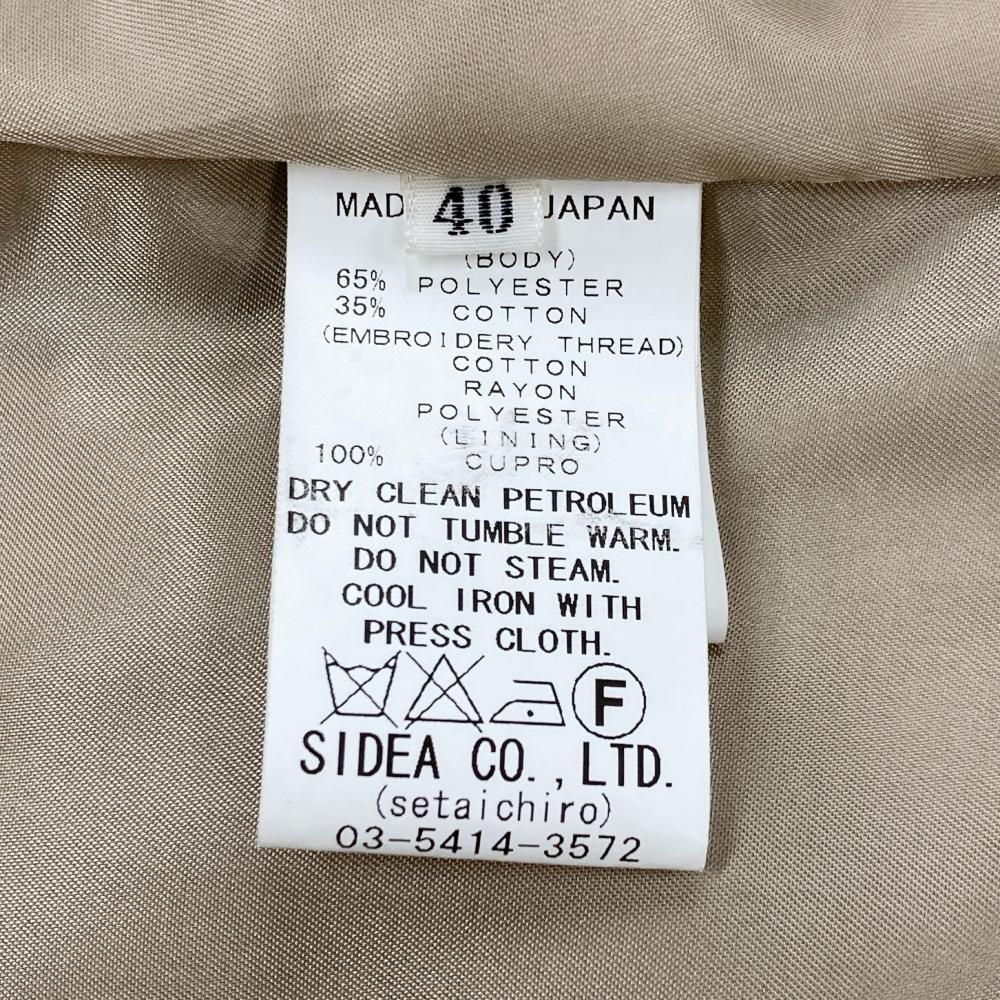 MAD 40 JAPAN
(BODY)
65% POLYESTER
35% COTTON
(EMBROIDERY THREAD)
COTTON
RAYON
POLYESTER
(LINING)
100% CUPRO
DRY CLEAN PETROLEUM
DO NOT TUMBLE WARM.
DO NOT STEAM.
COOL IRON WITH
PRESS CLOTH.
F
SIDEA CO.,LTD.
(setaichiro)
03-5414-3572